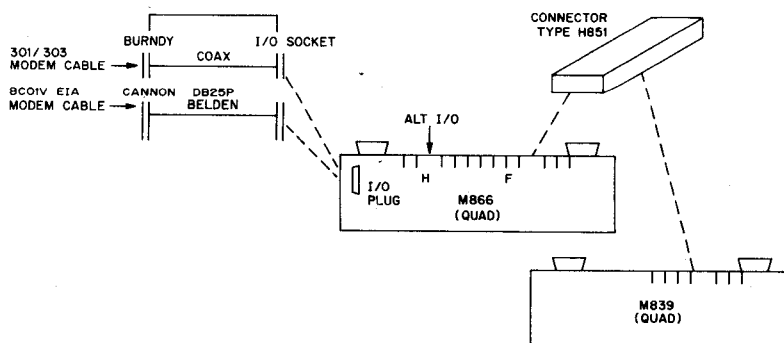 CONNECTOR
TYPE H851
BURNDY
I/O SOCKET
301/303
MODEM CABLE
COAX
8C01V EIA
MODEM CABLE
CANNON
DB25P
BELDEN
ALT I/O
H
F
I/O
PLUG
M866
(QUAD)
M839
(QUAD)